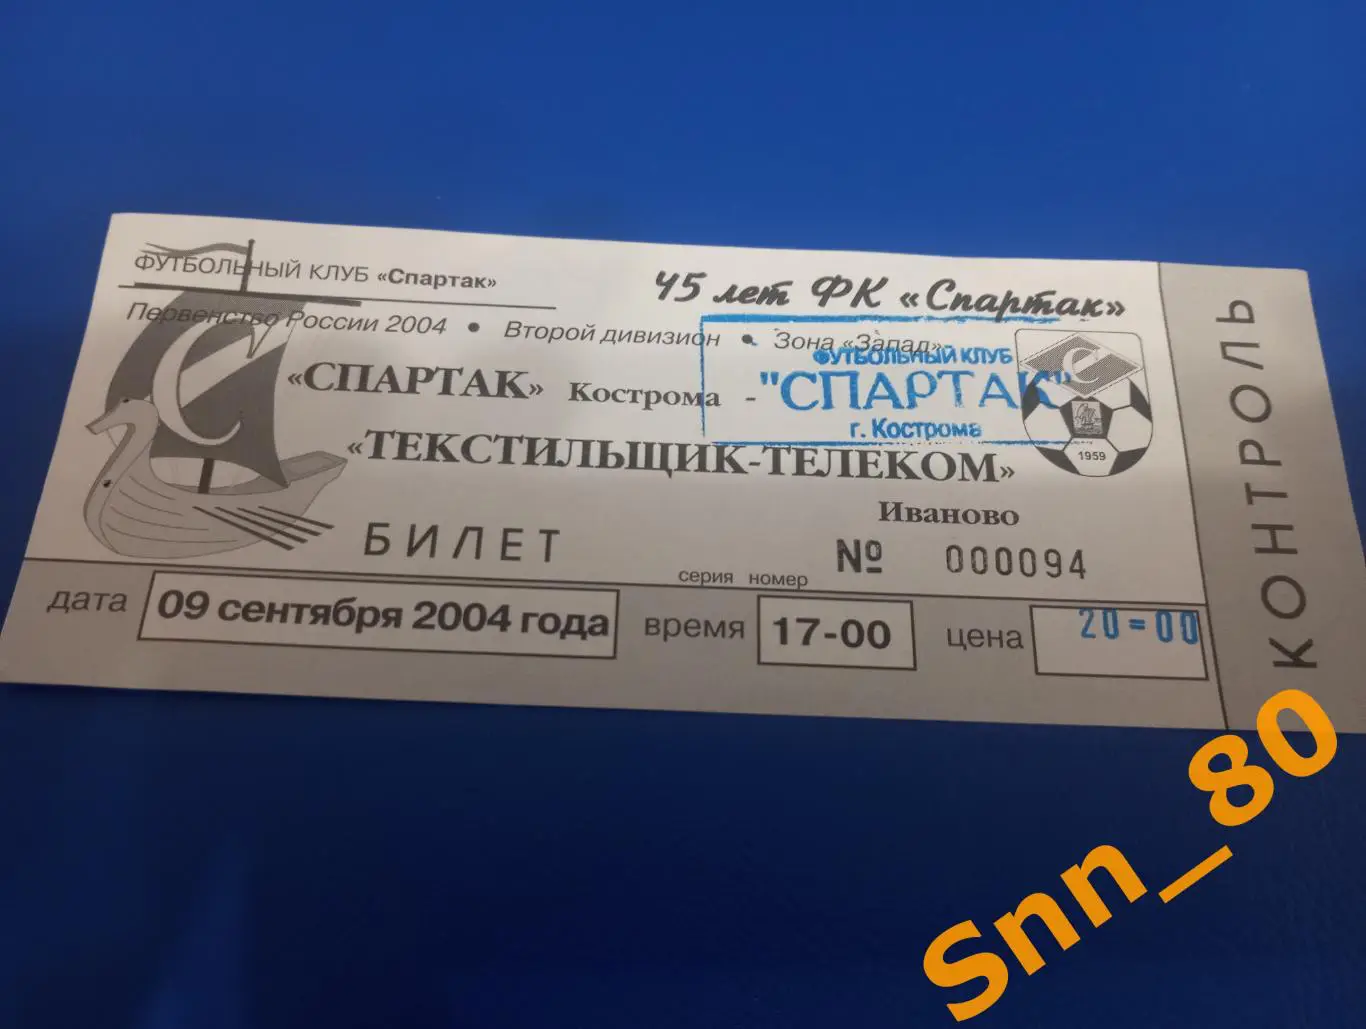 ФУТБОЛЬНЫЙ КЛУБ «Спартак»
45 лет ФК «Спартак»
Первенство России 2004 • Второй дивизион • Зона «Запад»
ФУТБОЛЬНЫЙ КЛУБ
"СПАРТАК"
г. Кострома
«СПАРТАК» Кострома -
«ТЕКСТИЛЬЩИК-ТЕЛЕКОМ»
Иваново
С
С
1959
БИЛЕТ
серия номер
№ 000094
дата 09 сентября 2004 года время 17-00 цена 20=00
КОНТРОЛЬ
Snn_80